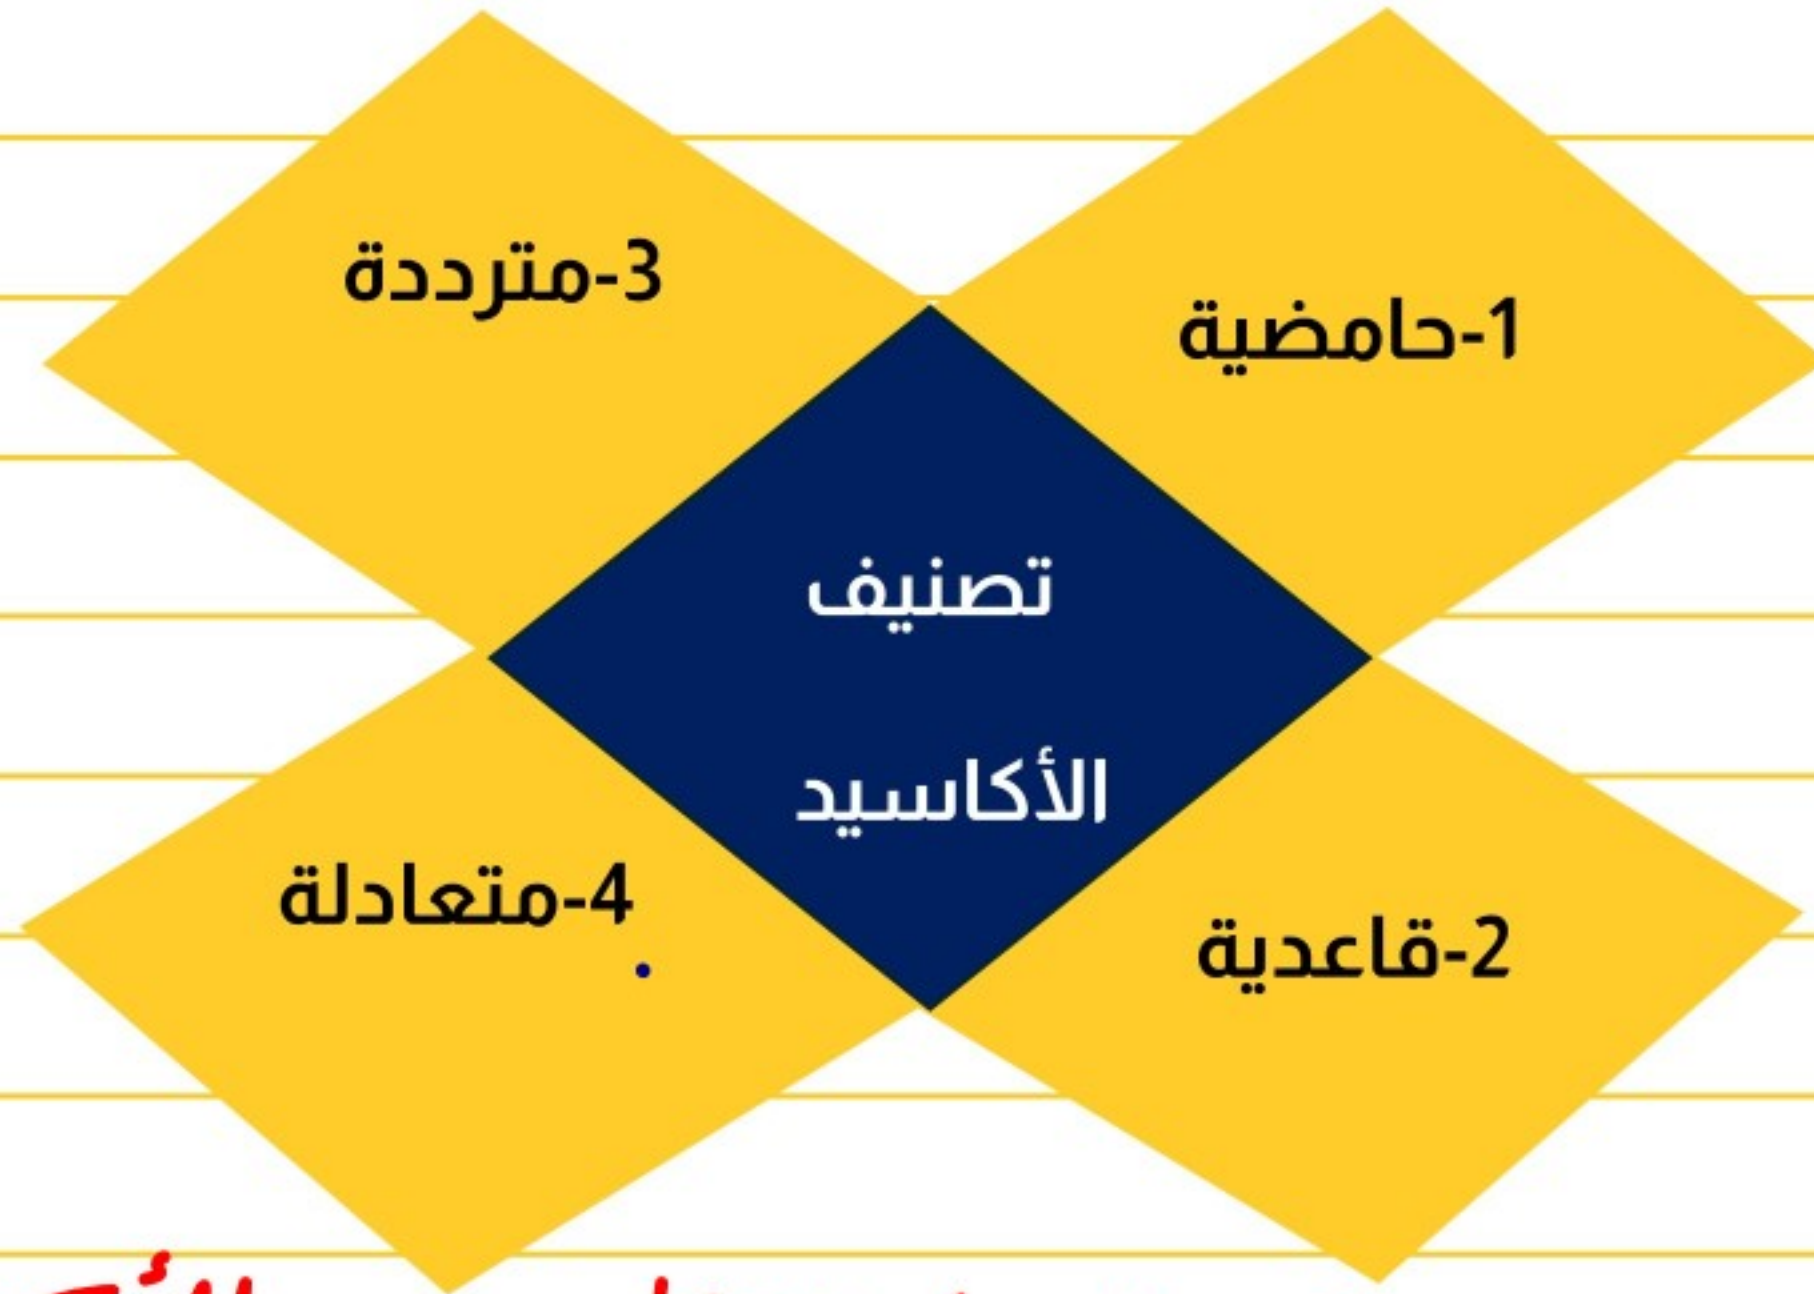 تصنيف
الأكاسيد
1-حامضية
2-قاعدية
3-مترددة
4-متعادلة